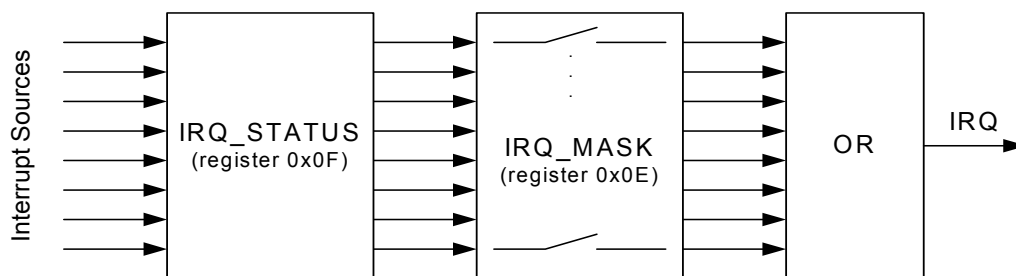 Interrupt Sources
IRQ_STATUS
(register 0x0F)
IRQ_MASK
(register 0x0E)
OR
IRQ